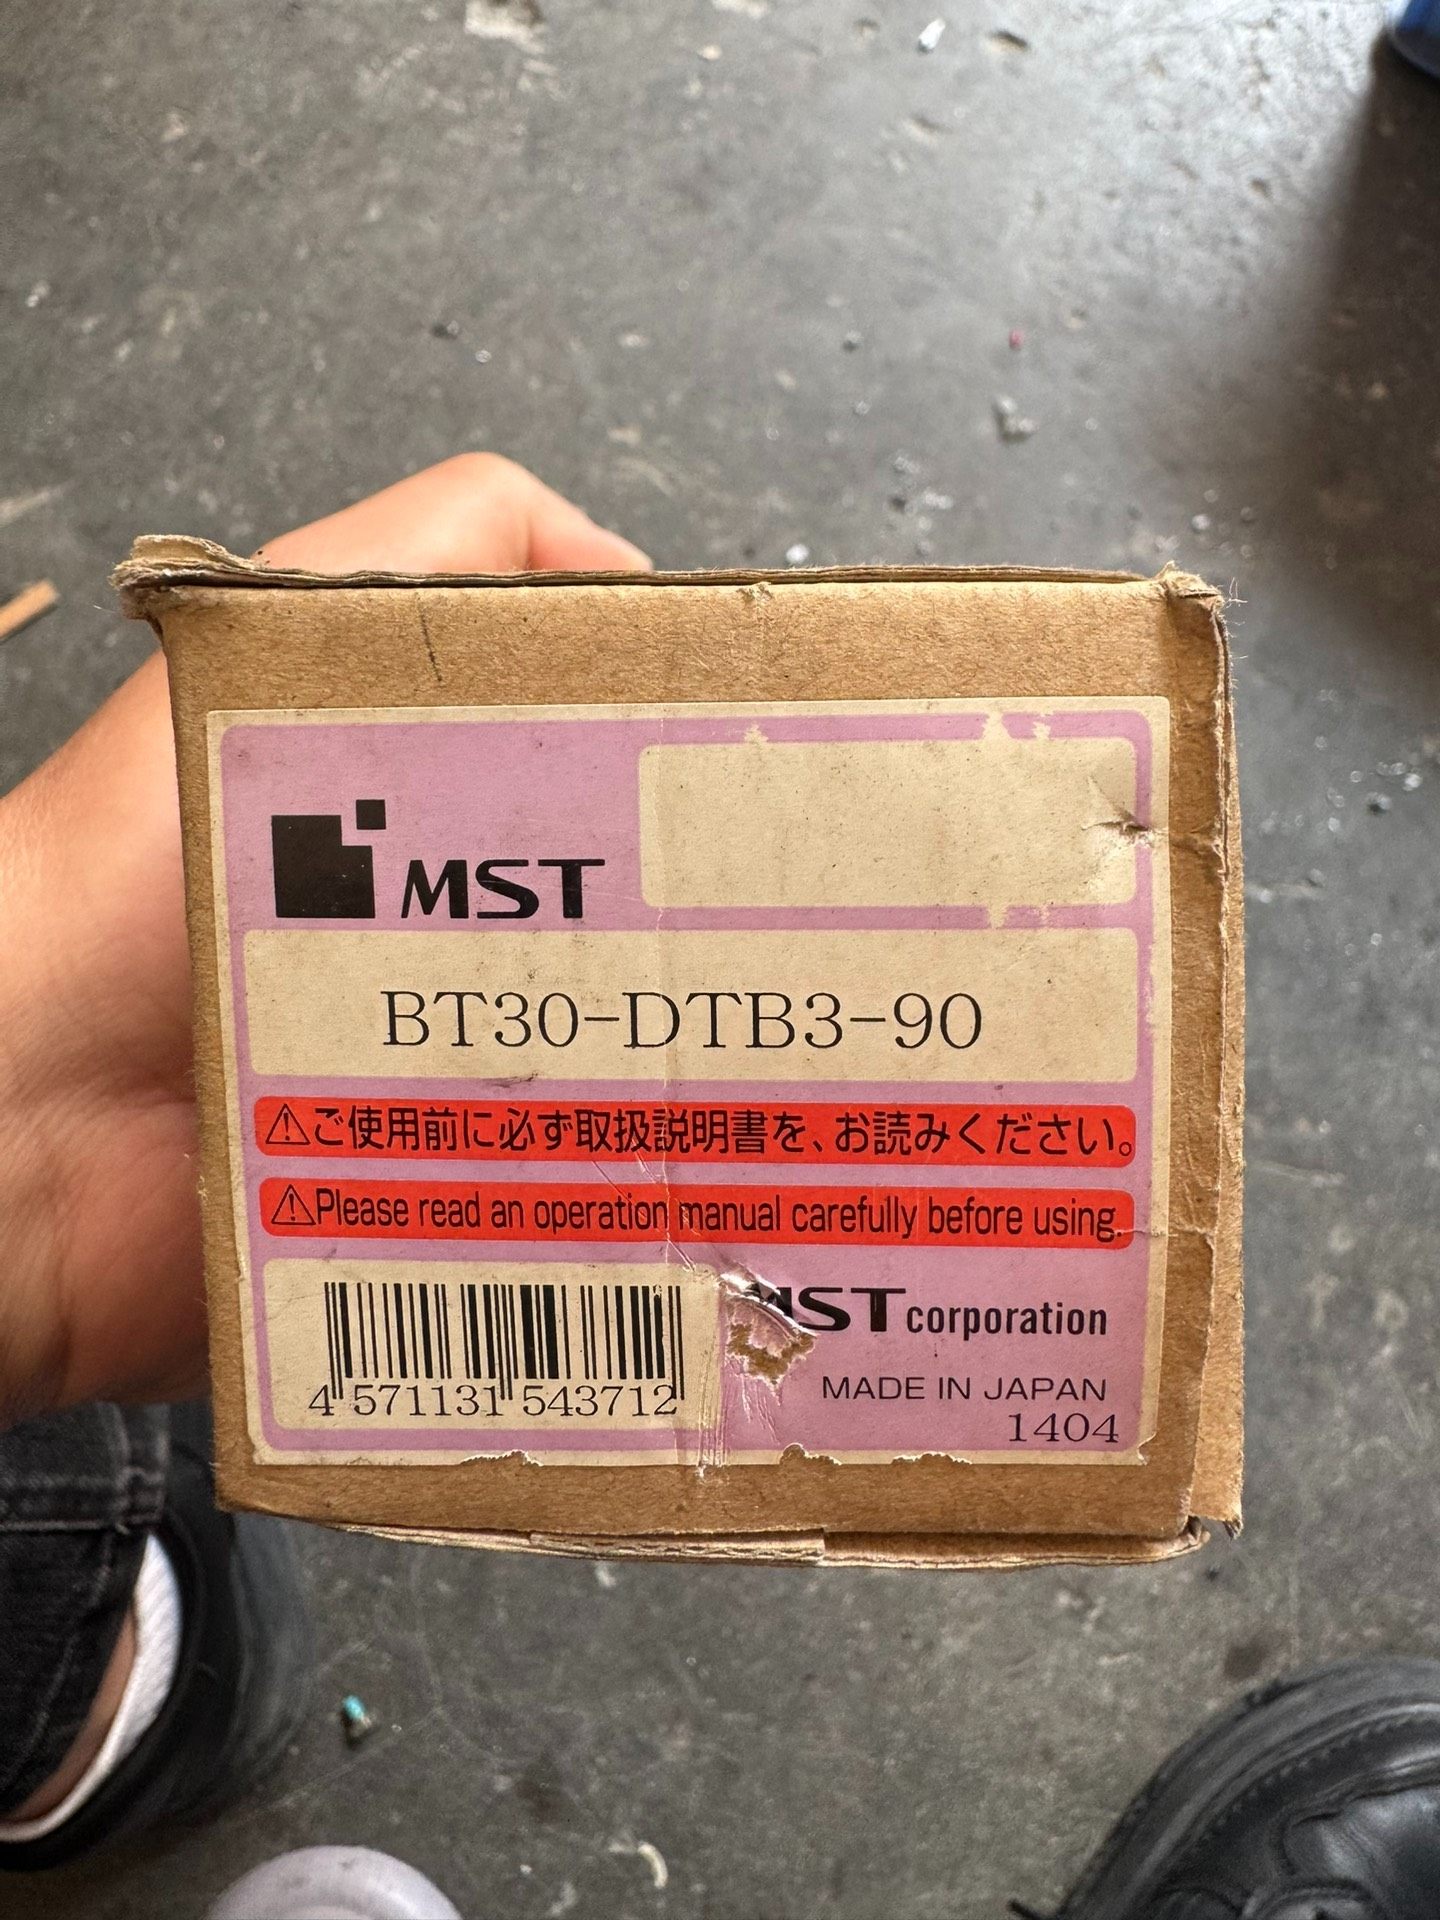 MST
BT30-DTB3-90
⚠ご使用前に必ず取扱説明書を、お読みください。
⚠Please read an operation manual carefully before using.
4 571131 543712
MST corporation
MADE IN JAPAN
1404